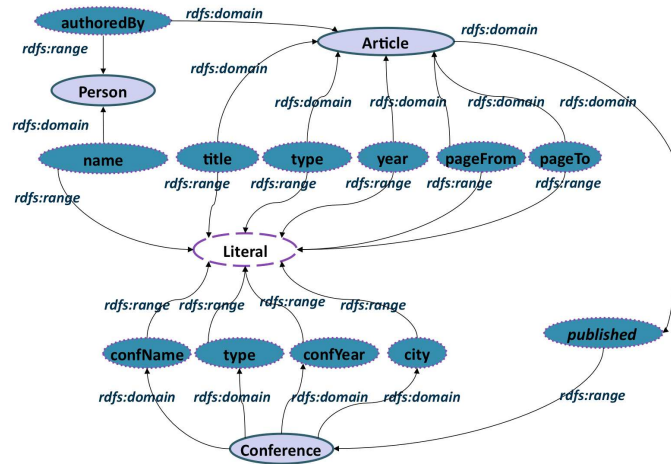 authoredBy
rdfs:domain
Article
rdfs:range
rdfs:domain
Person
rdfs:domain
rdfs:domain
rdfs:domain
rdfs:domain
rdfs:domain
rdfs:domain
name
title
type
year
pageFrom
pageTo
rdfs:range
rdfs:range
rdfs:range
rdfs:range
rdfs:range
rdfs:range
Literal
rdfs:range
rdfs:range
rdfs:range
rdfs:range
published
confName
type
confYear
city
rdfs:domain
rdfs:domain
rdfs:domain
rdfs:domain
rdfs:range
Conference